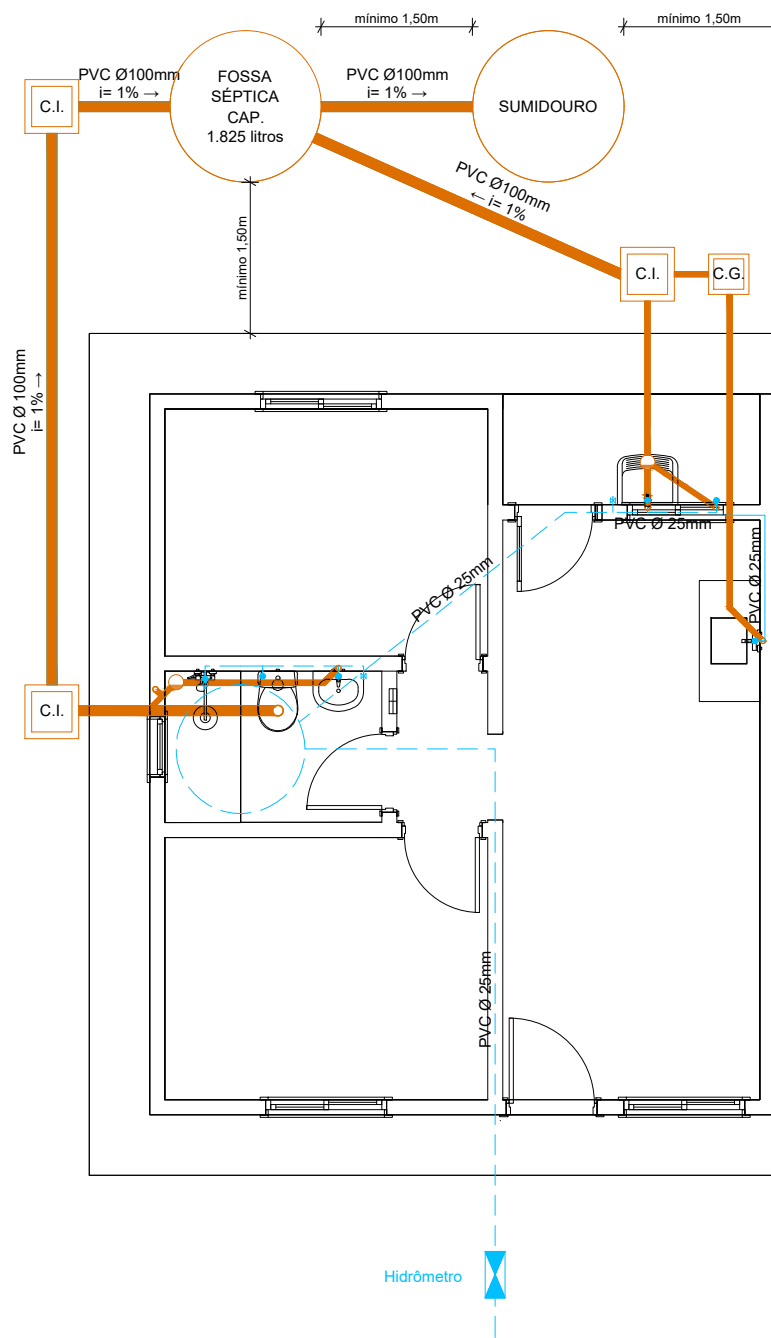 mínimo 1,50m
mínimo 1,50m
PVC Ø100mm
i= 1% →
C.I.
FOSSA
SÉPTICA
CAP.
1.825 litros
PVC Ø100mm
i= 1% →
SUMIDOURO
PVC Ø100mm
← i= 1%
mínimo 1,50m
C.I.
C.G.
PVC Ø 100mm
i= 1% →
PVC Ø 25mm
PVC Ø 25mm
PVC Ø 25mm
C.I.
PVC Ø 25mm
Hidrômetro